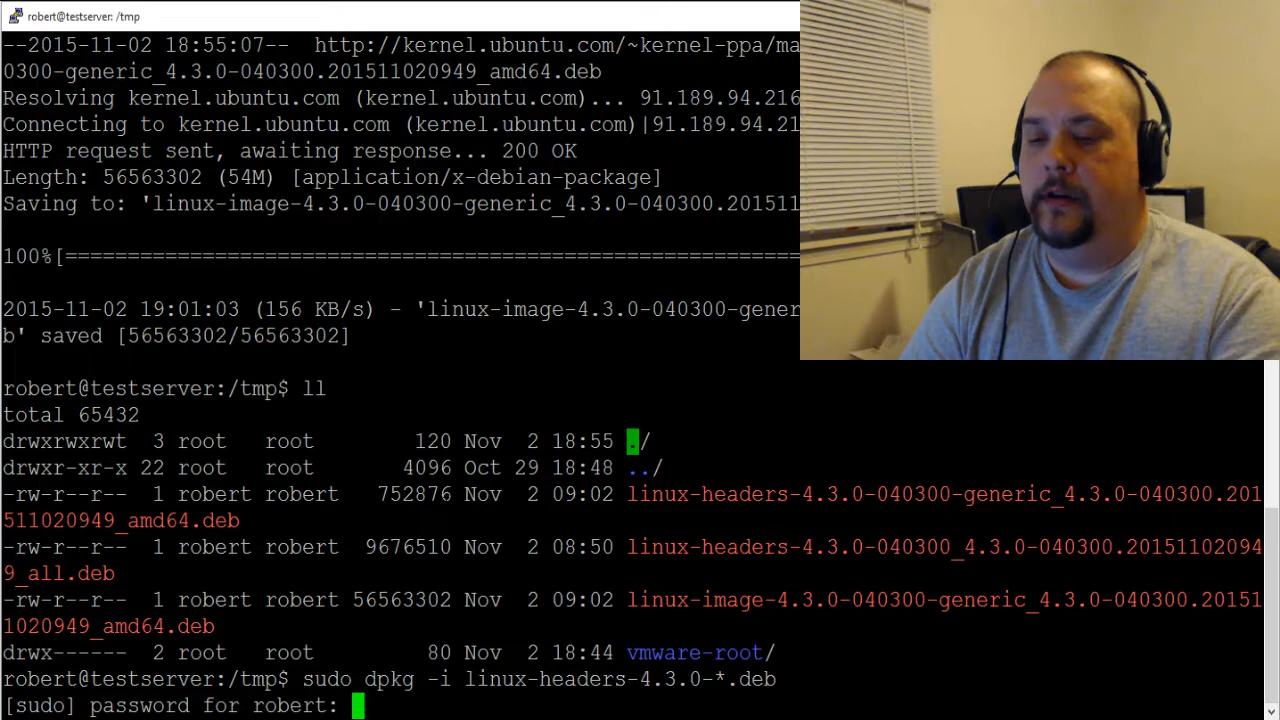 robert@testserver: /tmp
--2015-11-02 18:55:07--  http://kernel.ubuntu.com/~kernel-ppa/ma
0300-generic_4.3.0-040300.201511020949_amd64.deb
Resolving kernel.ubuntu.com (kernel.ubuntu.com)... 91.189.94.216
Connecting to kernel.ubuntu.com (kernel.ubuntu.com)|91.189.94.21
HTTP request sent, awaiting response... 200 OK
Length: 56563302 (54M) [application/x-debian-package]
Saving to: 'linux-image-4.3.0-040300-generic_4.3.0-040300.201511
100%[===============================================
2015-11-02 19:01:03 (156 KB/s) - 'linux-image-4.3.0-040300-gener
b' saved [56563302/56563302]
robert@testserver:/tmp$ ll
total 65432
drwxrwxrwt  3 root   root        120 Nov  2 18:55 ./
drwxr-xr-x 22 root   root       4096 Oct 29 18:48 ../
-rw-r--r--  1 robert robert   752876 Nov  2 09:02 linux-headers-4.3.0-040300-generic_4.3.0-040300.201
511020949_amd64.deb
-rw-r--r--  1 robert robert  9676510 Nov  2 08:50 linux-headers-4.3.0-040300_4.3.0-040300.20151102094
9_all.deb
-rw-r--r--  1 robert robert 56563302 Nov  2 09:02 linux-image-4.3.0-040300-generic_4.3.0-040300.20151
1020949_amd64.deb
drwx------  2 root   root         80 Nov  2 18:44 vmware-root/
robert@testserver:/tmp$ sudo dpkg -i linux-headers-4.3.0-*.deb
[sudo] password for robert: